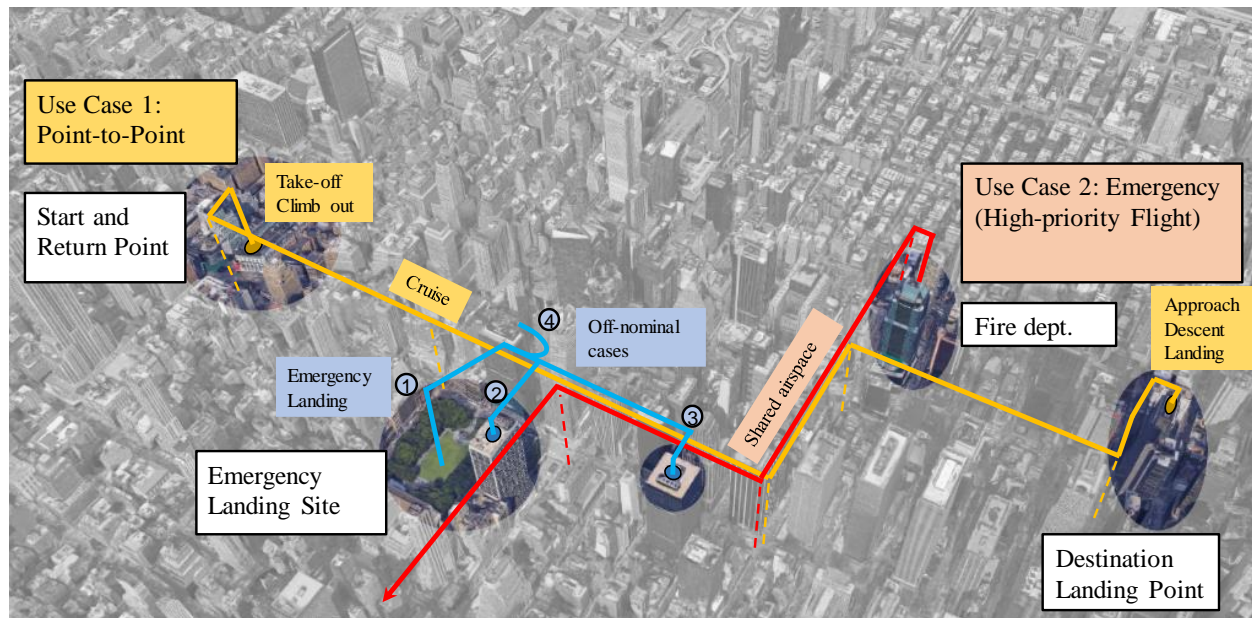 Use Case 1:
Point-to-Point
Take-off
Climb out
Start and
Return Point
Cruise
Use Case 2: Emergency
(High-priority Flight)
Fire dept.
Approach
Descent
Landing
4
Off-nominal
cases
Shared airspace
Emergency
Landing
1
2
3
Emergency
Landing Site
Destination
Landing Point